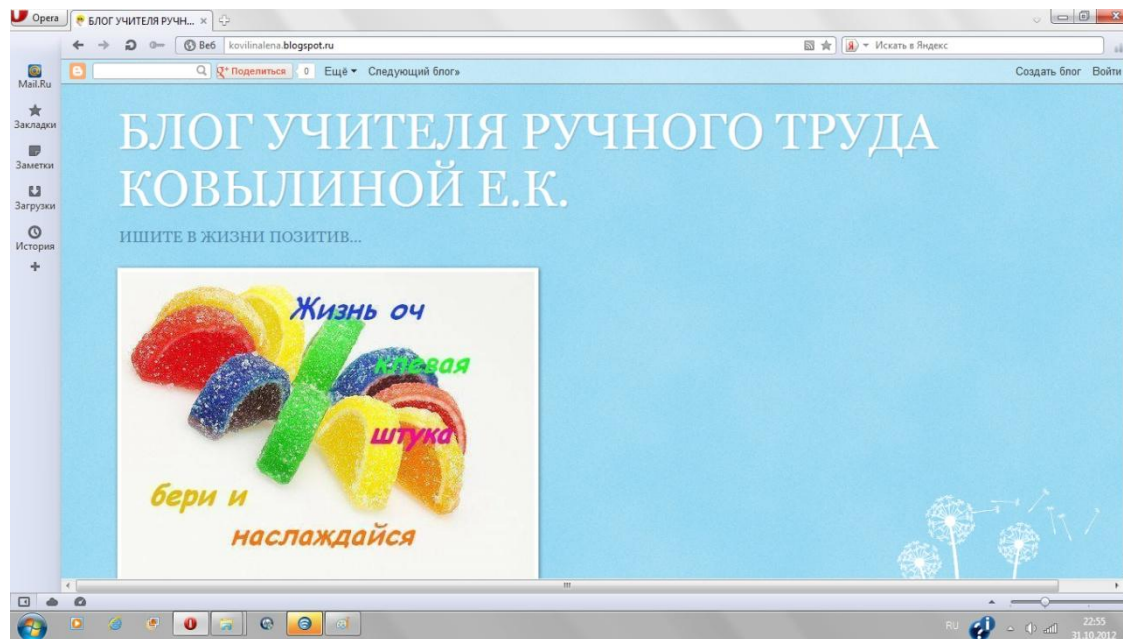 Opera
БЛОГ УЧИТЕЛЯ РУЧН...
Веб
kovilinalena.blogspot.ru
Искать в Яндекс
Поделиться
0
Ещё
Следующий блог»
Создать блог
Войти
Mail.Ru
Закладки
Заметки
Загрузки
История
БЛОГ УЧИТЕЛЯ РУЧНОГО ТРУДА
КОВЫЛИНОЙ Е.К.
ИШИТЕ В ЖИЗНИ ПОЗИТИВ...
Жизнь оч
клевая
штука
бери и
наслаждайся
RU
22:55
31.10.2012